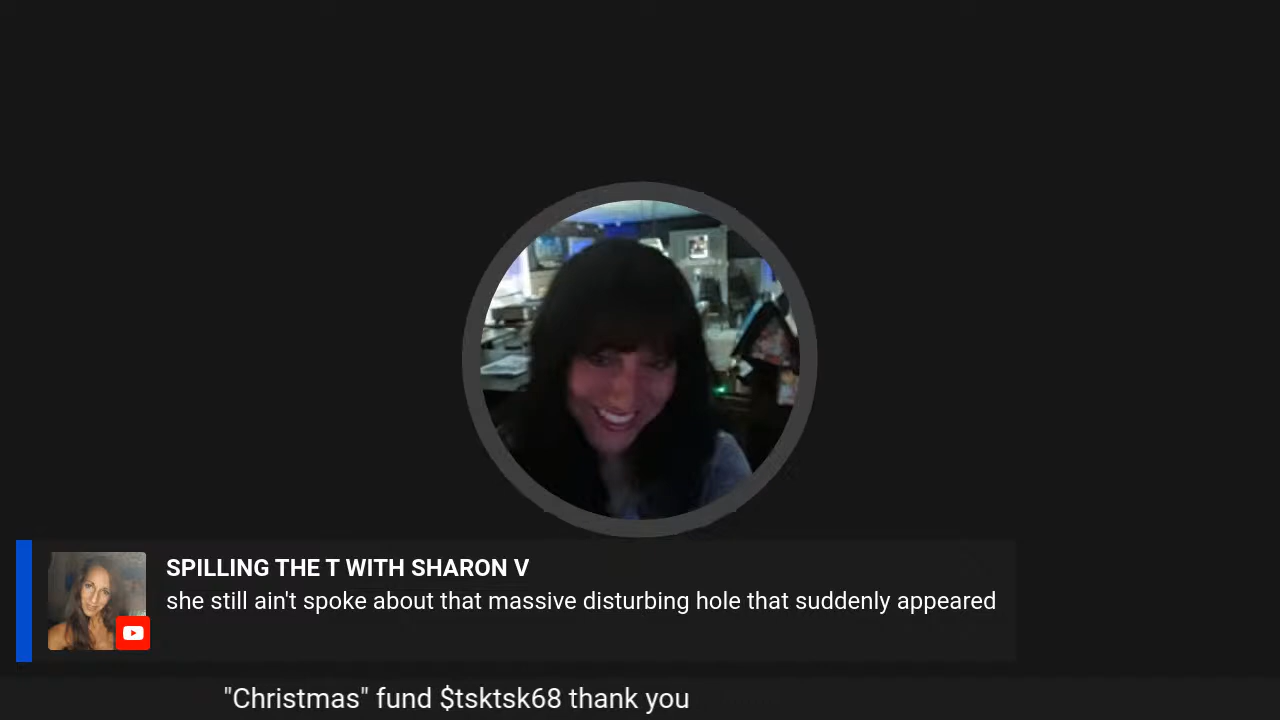 SPILLING THE T WITH SHARON V
she still ain't spoke about that massive disturbing hole that suddenly appeared
"Christmas" fund $tsktsk68 thank you